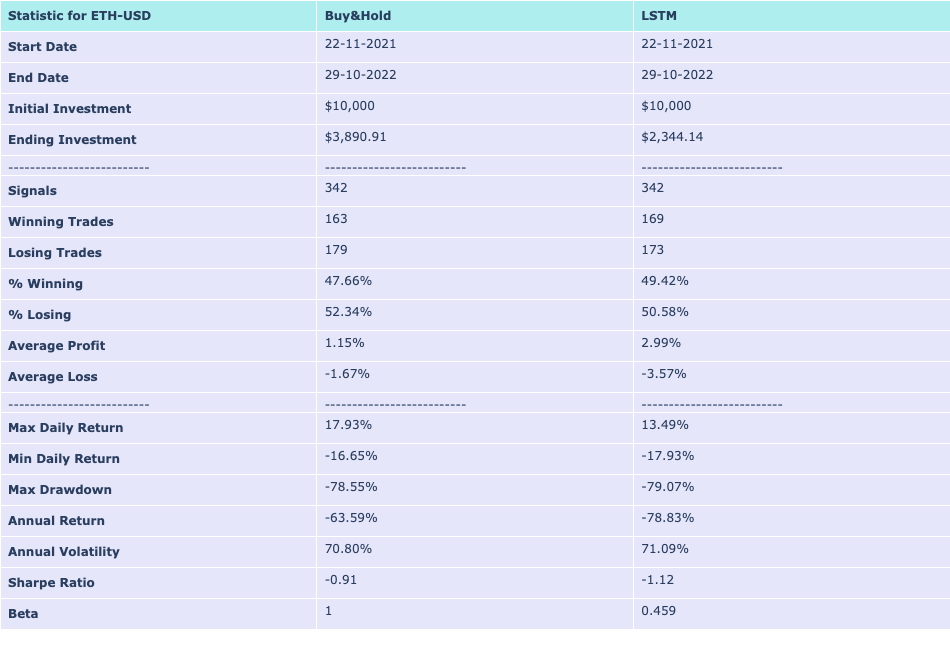 Statistic for ETH-USD Buy&Hold LSTM
Start Date 22-11-2021 22-11-2021
End Date 29-10-2022 29-10-2022
Initial Investment $10,000 $10,000
Ending Investment $3,890.91 $2,344.14
-------------------------- -------------------------- --------------------------
Signals 342 342
Winning Trades 163 169
Losing Trades 179 173
% Winning 47.66% 49.42%
% Losing 52.34% 50.58%
Average Profit 1.15% 2.99%
Average Loss -1.67% -3.57%
-------------------------- -------------------------- --------------------------
Max Daily Return 17.93% 13.49%
Min Daily Return -16.65% -17.93%
Max Drawdown -78.55% -79.07%
Annual Return -63.59% -78.83%
Annual Volatility 70.80% 71.09%
Sharpe Ratio -0.91 -1.12
Beta 1 0.459